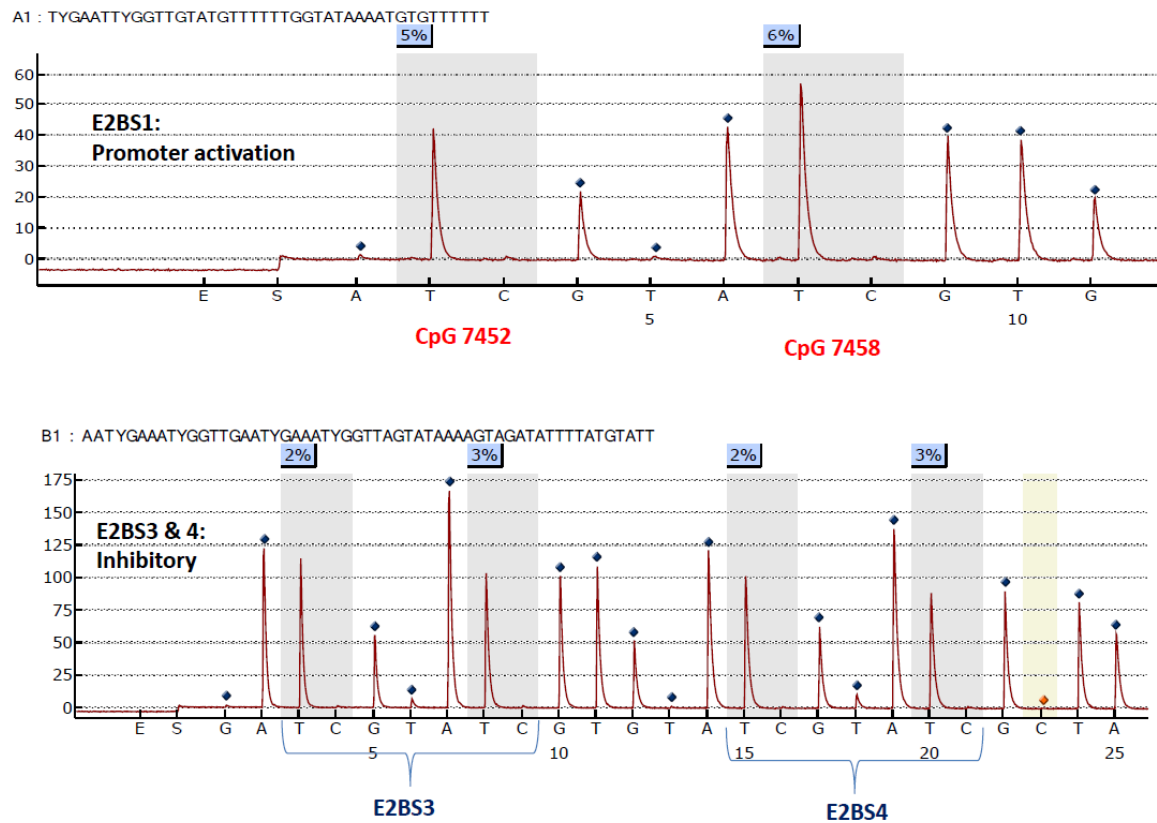 A1 : TYGAATTYGGTTGTATGTTTTTTGGTATAAAATGTGTTTTTT
5% 6%
60
50
40
30
20
10
0
E2BS1:
Promoter activation
E S A T C G T A T C G T G
5 10
CpG 7452 CpG 7458
B1 : AATYGAAATYGGTTGAATYGAAATYGGTTAGTATAAAAGTAGATATTTTATGTATT
2% 3% 2% 3%
175
150
125
100
75
50
25
0
E2BS3 & 4:
Inhibitory
E S G A T C G T A T C G T G T A T C G T A T C G C T A
5 10 15 20 25
E2BS3 E2BS4